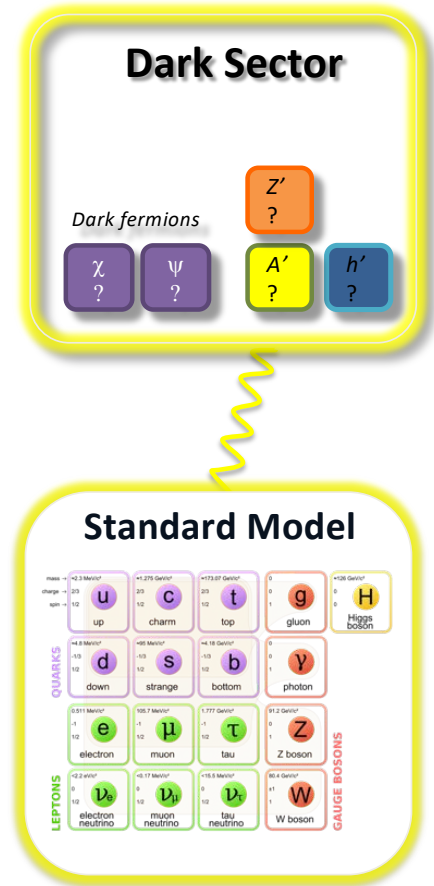 Dark Sector
Z′
?
Dark fermions
χ
?
ψ
?
A′
?
h′
?
Standard Model
mass →
charge →
spin →
≈2.3 MeV/c²
2/3
1/2
u
up
≈1.275 GeV/c²
2/3
1/2
c
charm
≈173.07 GeV/c²
2/3
1/2
t
top
0
0
1
g
gluon
≈126 GeV/c²
0
0
H
Higgs
boson
QUARKS
≈4.8 MeV/c²
-1/3
1/2
d
down
≈95 MeV/c²
-1/3
1/2
s
strange
≈4.18 GeV/c²
-1/3
1/2
b
bottom
0
0
1
γ
photon
0.511 MeV/c²
-1
1/2
e
electron
105.7 MeV/c²
-1
1/2
μ
muon
1.777 GeV/c²
-1
1/2
τ
tau
91.2 GeV/c²
0
1
Z
Z boson
GAUGE BOSONS
LEPTONS
<2.2 eV/c²
0
1/2
νe
electron
neutrino
<0.17 MeV/c²
0
1/2
νμ
muon
neutrino
<15.5 MeV/c²
0
1/2
ντ
tau
neutrino
80.4 GeV/c²
±1
1
W
W boson